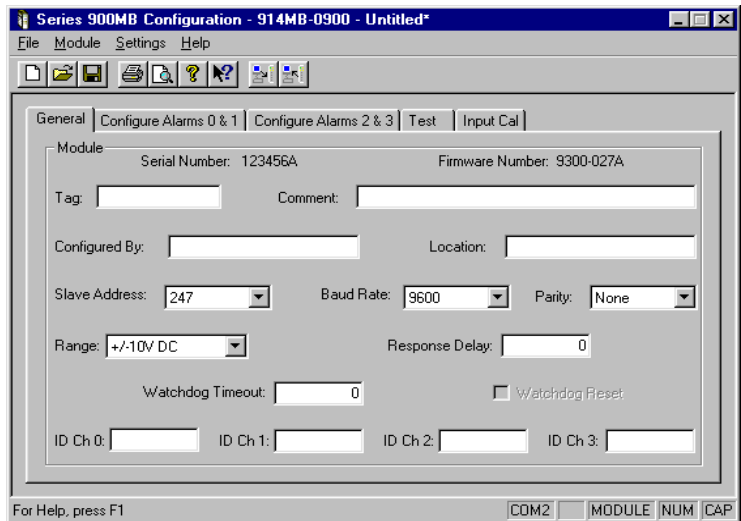 Series 900MB Configuration - 914MB-0900 - Untitled*
File Module Settings Help
General Configure Alarms 0 & 1 Configure Alarms 2 & 3 Test Input Cal
Module
Serial Number: 123456A Firmware Number: 9300-027A
Tag: Comment:
Configured By: Location:
Slave Address: 247 Baud Rate: 9600 Parity: None
Range: +/-10V DC Response Delay: 0
Watchdog Timeout: 0 Watchdog Reset
ID Ch 0: ID Ch 1: ID Ch 2: ID Ch 3:
For Help, press F1 COM2 MODULE NUM CAP